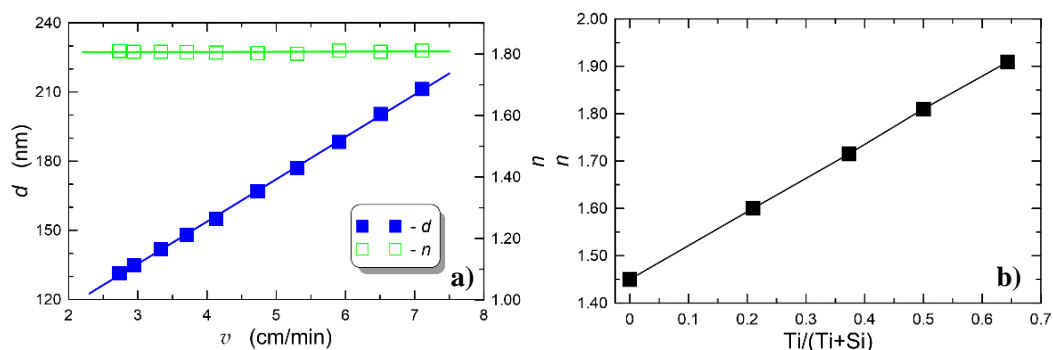 240
210
180
150
120
d (nm)
1.80
1.60
1.40
1.20
1.00
n
- d
- n
a)
2 3 4 5 6 7 8
v (cm/min)
2.00
1.90
1.80
1.70
1.60
1.50
1.40
n
b)
0 0.1 0.2 0.3 0.4 0.5 0.6 0.7
Ti/(Ti+Si)